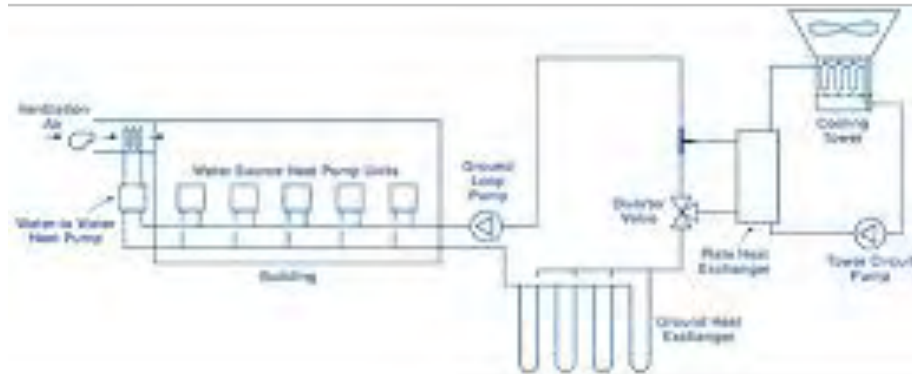 Ventilation
Air
Water Source Heat Pump Units
Water to Water
Heat Pump
Building
Ground
Loop
Pump
Diverter
Valve
Plate Heat
Exchanger
Cooling
Tower
Tower Circuit
Pump
Ground Heat
Exchanger